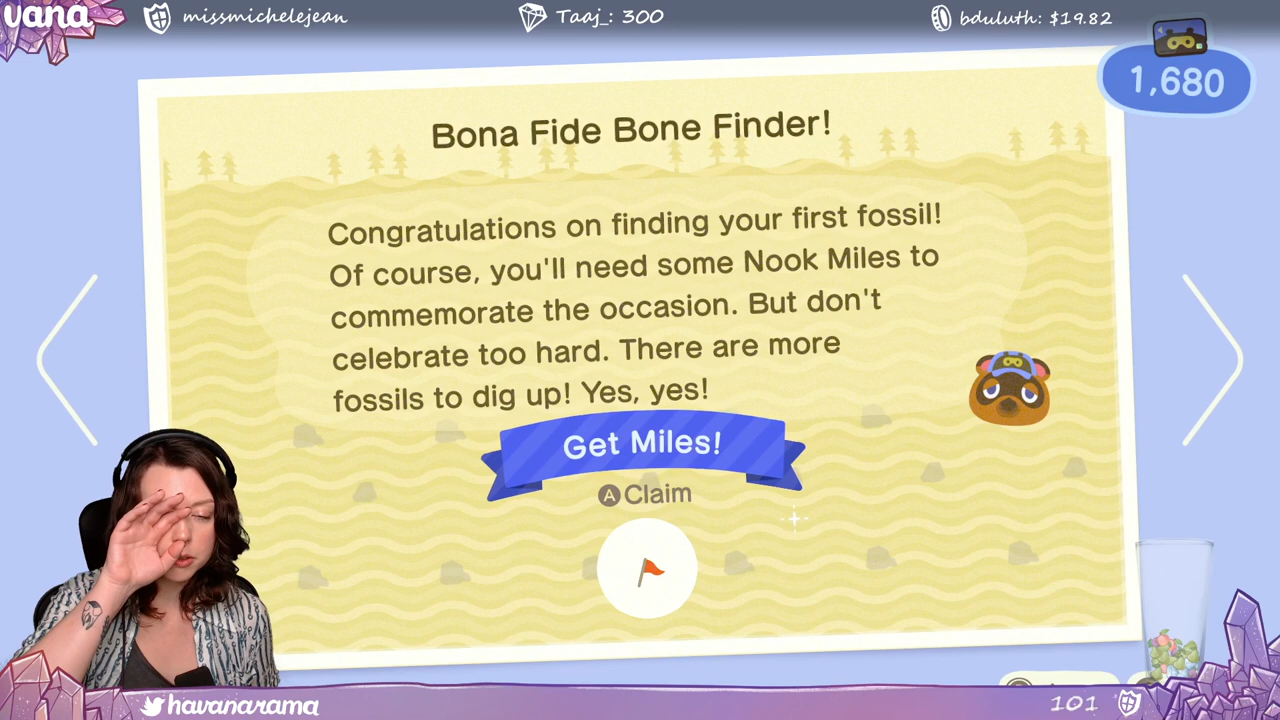 vana
missmichelejean
Taaj_: 300
bduluth: $19.82
1,680
Bona Fide Bone Finder!
Congratulations on finding your first fossil!
Of course, you'll need some Nook Miles to
commemorate the occasion. But don't
celebrate too hard. There are more
fossils to dig up! Yes, yes!
Get Miles!
A Claim
havanarama
101